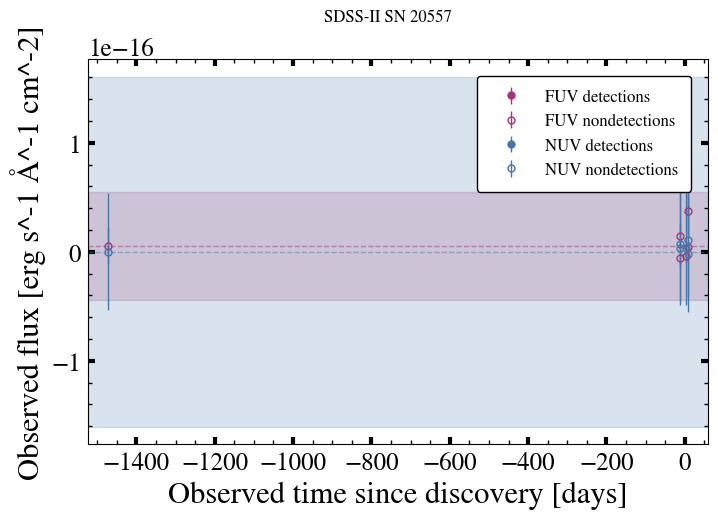 SDSS-II SN 20557
1e−16
FUV detections
FUV nondetections
NUV detections
NUV nondetections
1
0
−1
Observed flux [erg s^-1 Å^-1 cm^-2]
−1400 −1200 −1000 −800 −600 −400 −200 0
Observed time since discovery [days]